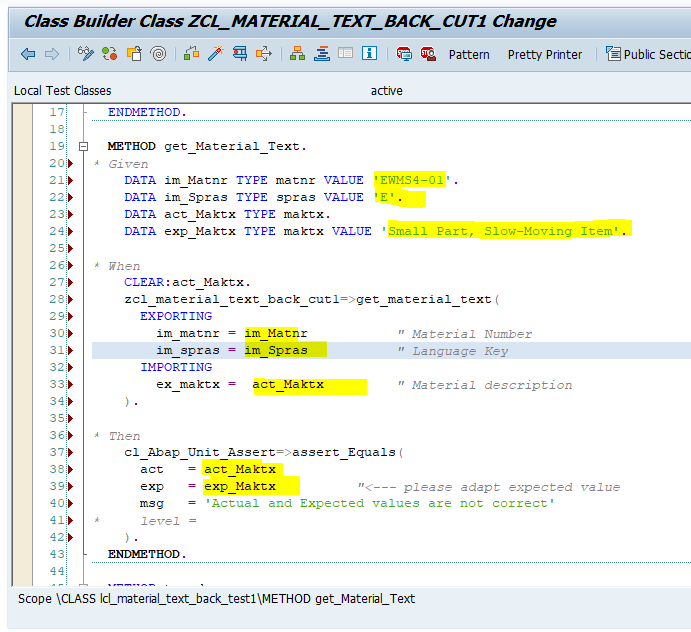 Class Builder Class ZCL_MATERIAL_TEXT_BACK_CUT1 Change
Pattern Pretty Printer Public Sectio
Local Test Classes active
17 ENDMETHOD.
18
19 METHOD get_Material_Text.
20 * Given
21 DATA im_Matnr TYPE matnr VALUE 'EWMS4-01'.
22 DATA im_Spras TYPE spras VALUE 'E'.
23 DATA act_Maktx TYPE maktx.
24 DATA exp_Maktx TYPE maktx VALUE 'Small Part, Slow-Moving Item'.
25
26 * When
27 CLEAR:act_Maktx.
28 zcl_material_text_back_cut1=>get_material_text(
29 EXPORTING
30 im_matnr = im_Matnr " Material Number
31 im_spras = im_Spras " Language Key
32 IMPORTING
33 ex_maktx = act_Maktx " Material description
34 ).
35
36 * Then
37 cl_Abap_Unit_Assert=>assert_Equals(
38 act = act_Maktx
39 exp = exp_Maktx "<--- please adapt expected value
40 msg = 'Actual and Expected values are not correct'
41 * level =
42 ).
43 ENDMETHOD.
44
Scope \CLASS lcl_material_text_back_test1\METHOD get_Material_Text